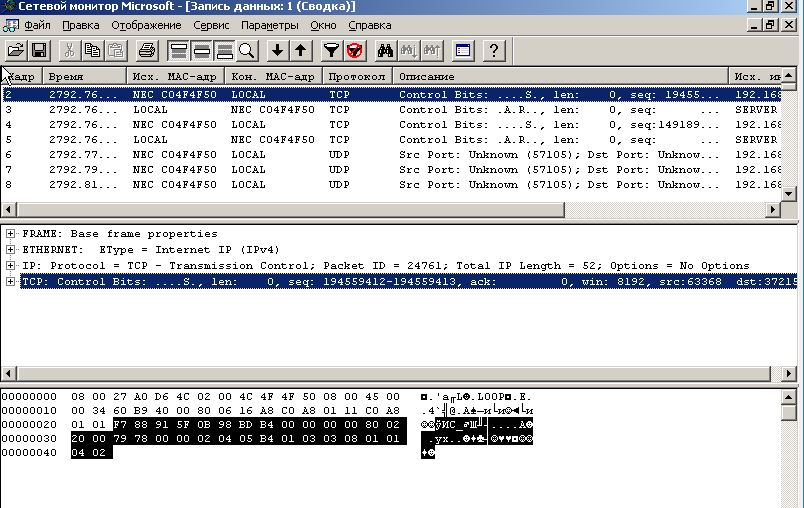 Сетевой монитор Microsoft - [Запись данных: 1 (Сводка)]
Файл Правка Отображение Сервис Параметры Окно Справка
Кадр Время Исх. MAC-адр Кон. MAC-адр Протокол Описание Исх. ин
2 2792.76... NEC C04F4F50 LOCAL TCP Control Bits: ....S., len: 0, seq: 19455... 192.168
3 2792.76... LOCAL NEC C04F4F50 TCP Control Bits: .A.R.., len: 0, seq: ... SERVER
4 2792.76... NEC C04F4F50 LOCAL TCP Control Bits: ....S., len: 0, seq:149189... 192.168
5 2792.76... LOCAL NEC C04F4F50 TCP Control Bits: .A.R.., len: 0, seq: ... SERVER
6 2792.77... NEC C04F4F50 LOCAL UDP Src Port: Unknown (57105); Dst Port: Unknow... 192.168
7 2792.79... NEC C04F4F50 LOCAL UDP Src Port: Unknown (57105); Dst Port: Unknow... 192.168
8 2792.81... NEC C04F4F50 LOCAL UDP Src Port: Unknown (57105); Dst Port: Unknow... 192.168
FRAME: Base frame properties
ETHERNET: EType = Internet IP (IPv4)
IP: Protocol = TCP - Transmission Control; Packet ID = 24761; Total IP Length = 52; Options = No Options
TCP: Control Bits: ....S., len: 0, seq: 194559412-194559413, ack: 0, win: 8192, src:63368 dst:37215
00000000 08 00 27 A0 D6 4C 02 00 4C 4F 4F 50 08 00 45 00
00000010 00 34 60 B9 40 00 80 06 16 A8 C0 A8 01 11 C0 A8
00000020 01 01 F7 88 91 5F 0B 98 BD B4 00 00 00 00 80 02
00000030 20 00 79 78 00 00 02 04 05 B4 01 03 03 08 01 01
00000040 04 02